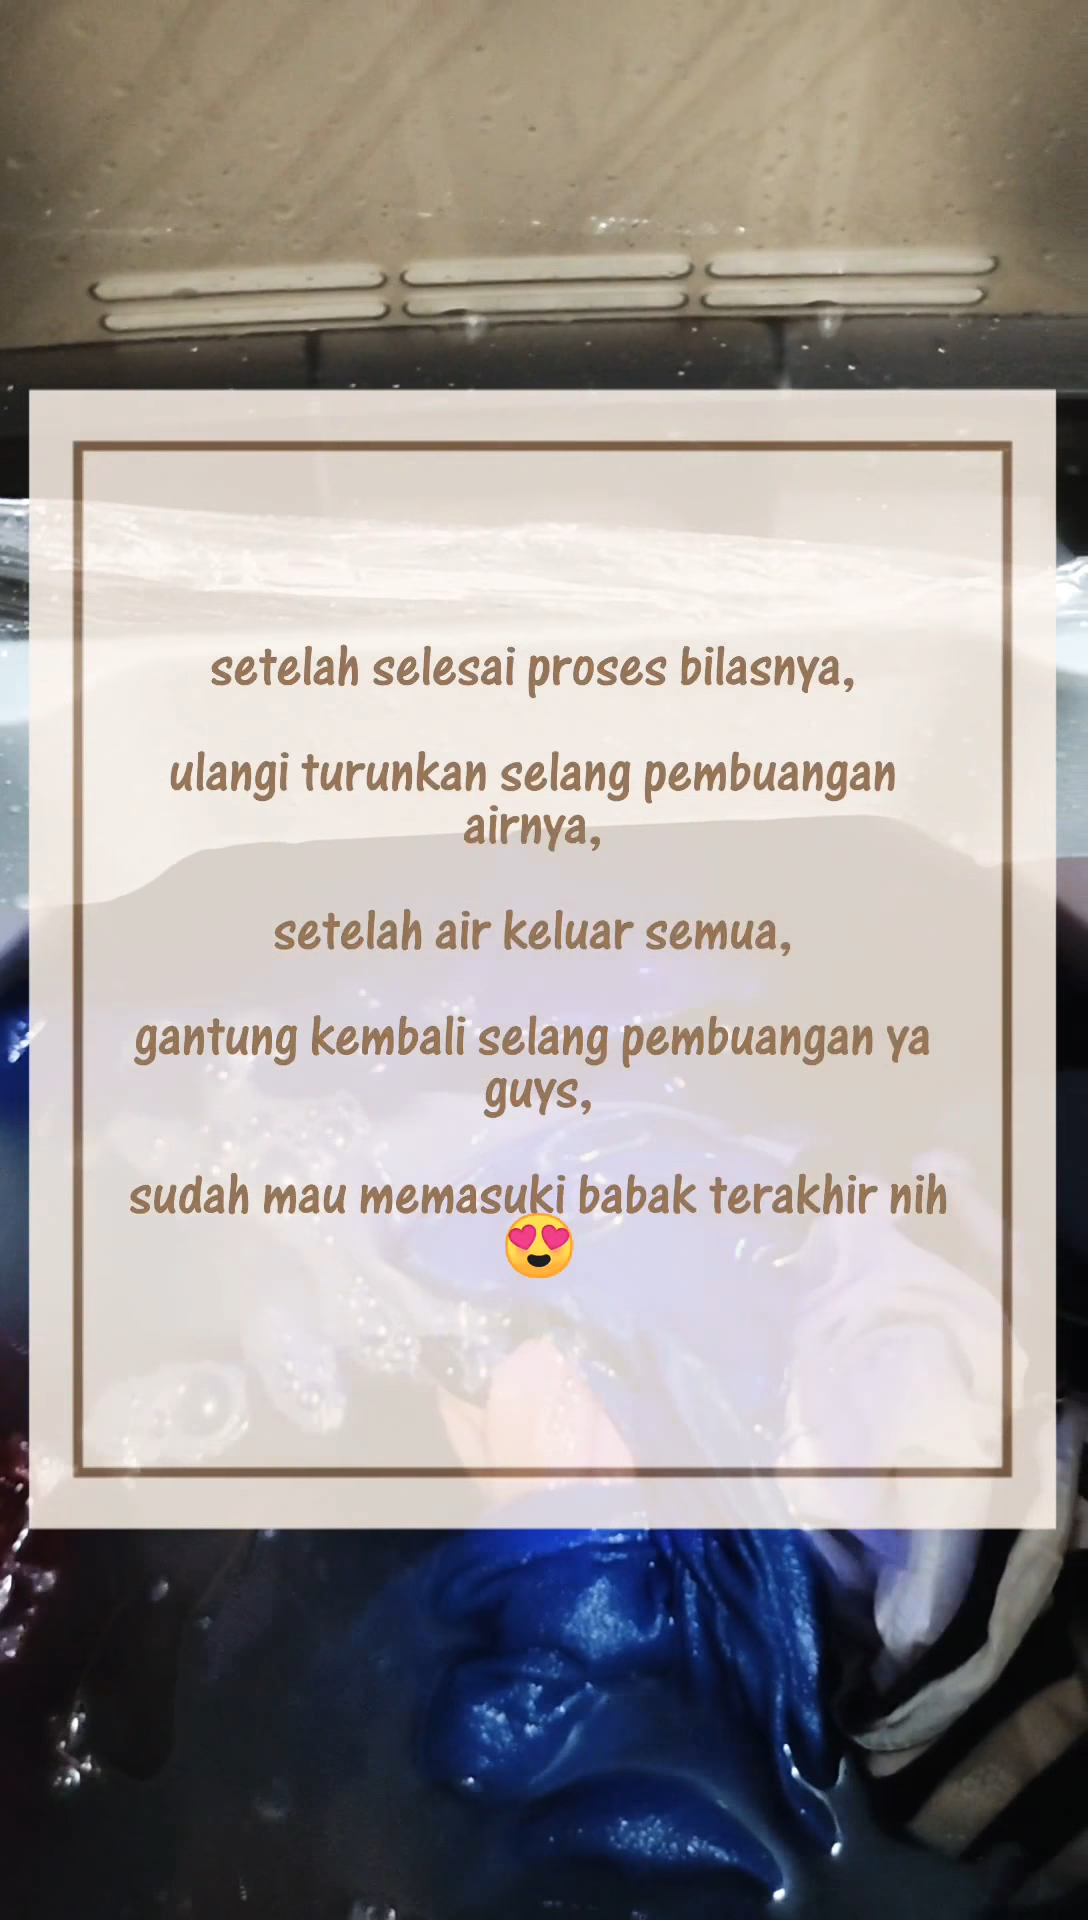 setelah selesai proses bilasnya,
ulangi turunkan selang pembuangan
airnya,
setelah air keluar semua,
gantung kembali selang pembuangan ya
guys,
sudah mau memasuki babak terakhir nih
😍